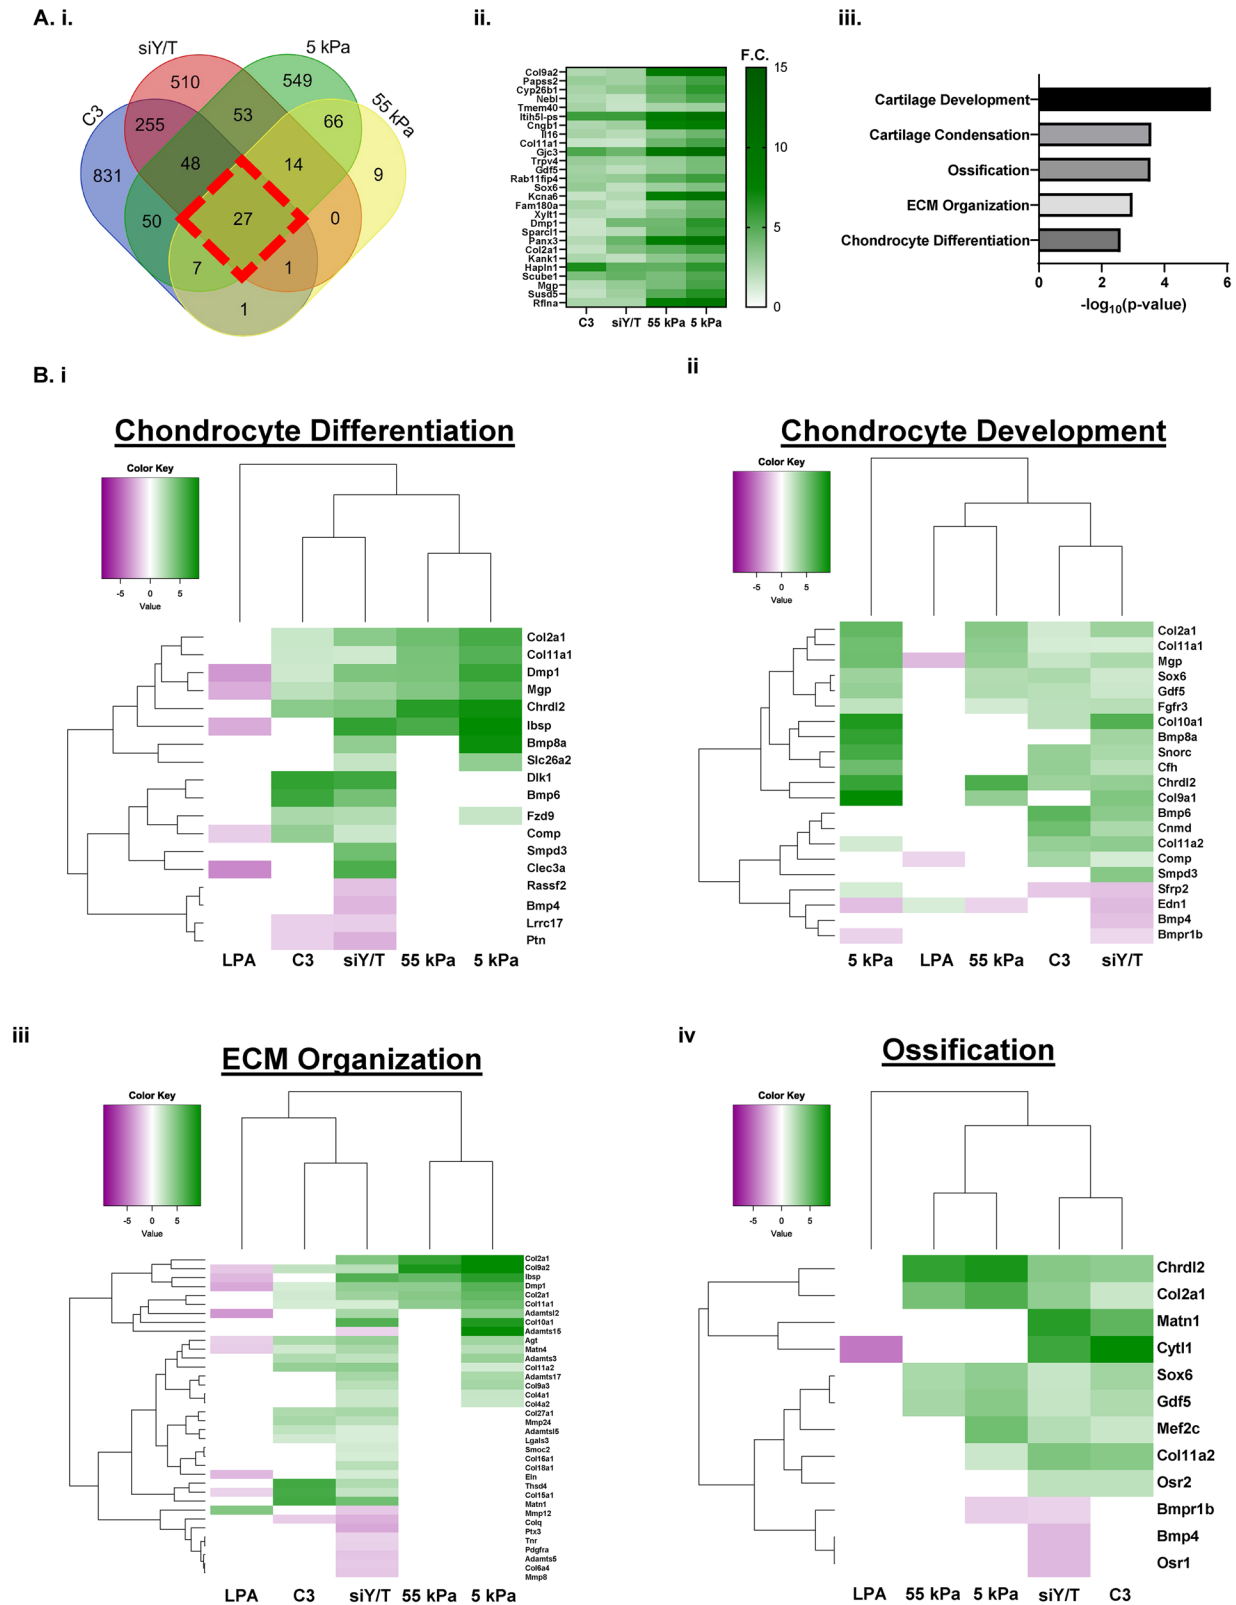 A. i.
siY/T
5 kPa
C3
55 kPa
510
549
255
53
66
831
48
14
9
50
27
0
7
1
1
ii.
F.C.
Col9a2
Papss2
Cyp26b1
Nebl
Tmem40
Itih5l-ps
Cngb1
Il16
Col11a1
Gjc3
Trpv4
Gdf5
Rab11fip4
Sox6
Kcna6
Fam180a
Xylt1
Dmp1
Sparcl1
Panx3
Col2a1
Kank1
Hapln1
Scube1
Mgp
Susd5
Rflna
C3 siY/T 55 kPa 5 kPa
15
10
5
0
iii.
Cartilage Development
Cartilage Condensation
Ossification
ECM Organization
Chondrocyte Differentiation
0 2 4 6
-log10(p-value)
B. i
Chondrocyte Differentiation
Color Key
-5 0 5
Value
Col2a1
Col11a1
Dmp1
Mgp
Chrdl2
Ibsp
Bmp8a
Slc26a2
Dlk1
Bmp6
Fzd9
Comp
Smpd3
Clec3a
Rassf2
Bmp4
Lrrc17
Ptn
LPA C3 siY/T 55 kPa 5 kPa
ii
Chondrocyte Development
Color Key
-5 0 5
Value
Col2a1
Col11a1
Mgp
Sox6
Gdf5
Fgfr3
Col10a1
Bmp8a
Snorc
Cfh
Chrdl2
Col9a1
Bmp6
Cnmd
Col11a2
Comp
Smpd3
Sfrp2
Edn1
Bmp4
Bmpr1b
5 kPa LPA 55 kPa C3 siY/T
iii
ECM Organization
Color Key
-5 0 5
Value
Col2a1
Col9a2
Ibsp
Dmp1
Col2a1
Col11a1
Adamtsl2
Col10a1
Adamts15
Agt
Matn4
Adamts3
Col11a2
Adamts17
Col9a3
Col4a1
Col4a2
Col27a1
Mmp24
Adamtsl5
Lgals3
Smoc2
Col16a1
Col18a1
Eln
Thsd4
Col15a1
Matn1
Mmp12
Colq
Ptx3
Tnr
Pdgfra
Adamts5
Col6a4
Mmp8
LPA C3 siY/T 55 kPa 5 kPa
iv
Ossification
Color Key
-5 0 5
Value
Chrdl2
Col2a1
Matn1
Cytl1
Sox6
Gdf5
Mef2c
Col11a2
Osr2
Bmpr1b
Bmp4
Osr1
LPA 55 kPa 5 kPa siY/T C3